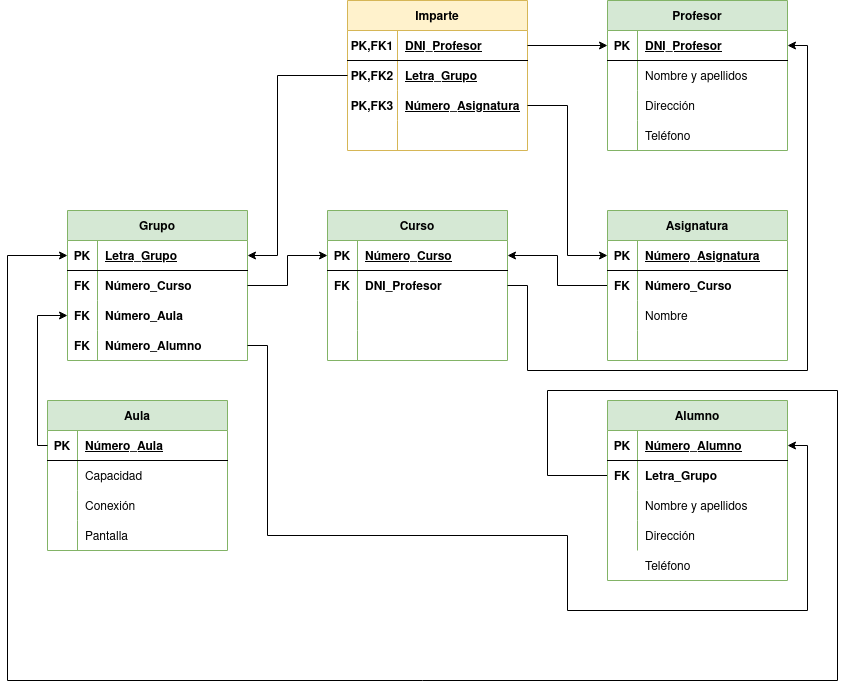 Imparte
PK,FK1 DNI_Profesor
PK,FK2 Letra_Grupo
PK,FK3 Número_Asignatura
Profesor
PK DNI_Profesor
Nombre y apellidos
Dirección
Teléfono
Grupo
PK Letra_Grupo
FK Número_Curso
FK Número_Aula
FK Número_Alumno
Curso
PK Número_Curso
FK DNI_Profesor
Asignatura
PK Número_Asignatura
FK Número_Curso
Nombre
Aula
PK Número_Aula
Capacidad
Conexión
Pantalla
Alumno
PK Número_Alumno
FK Letra_Grupo
Nombre y apellidos
Dirección
Teléfono